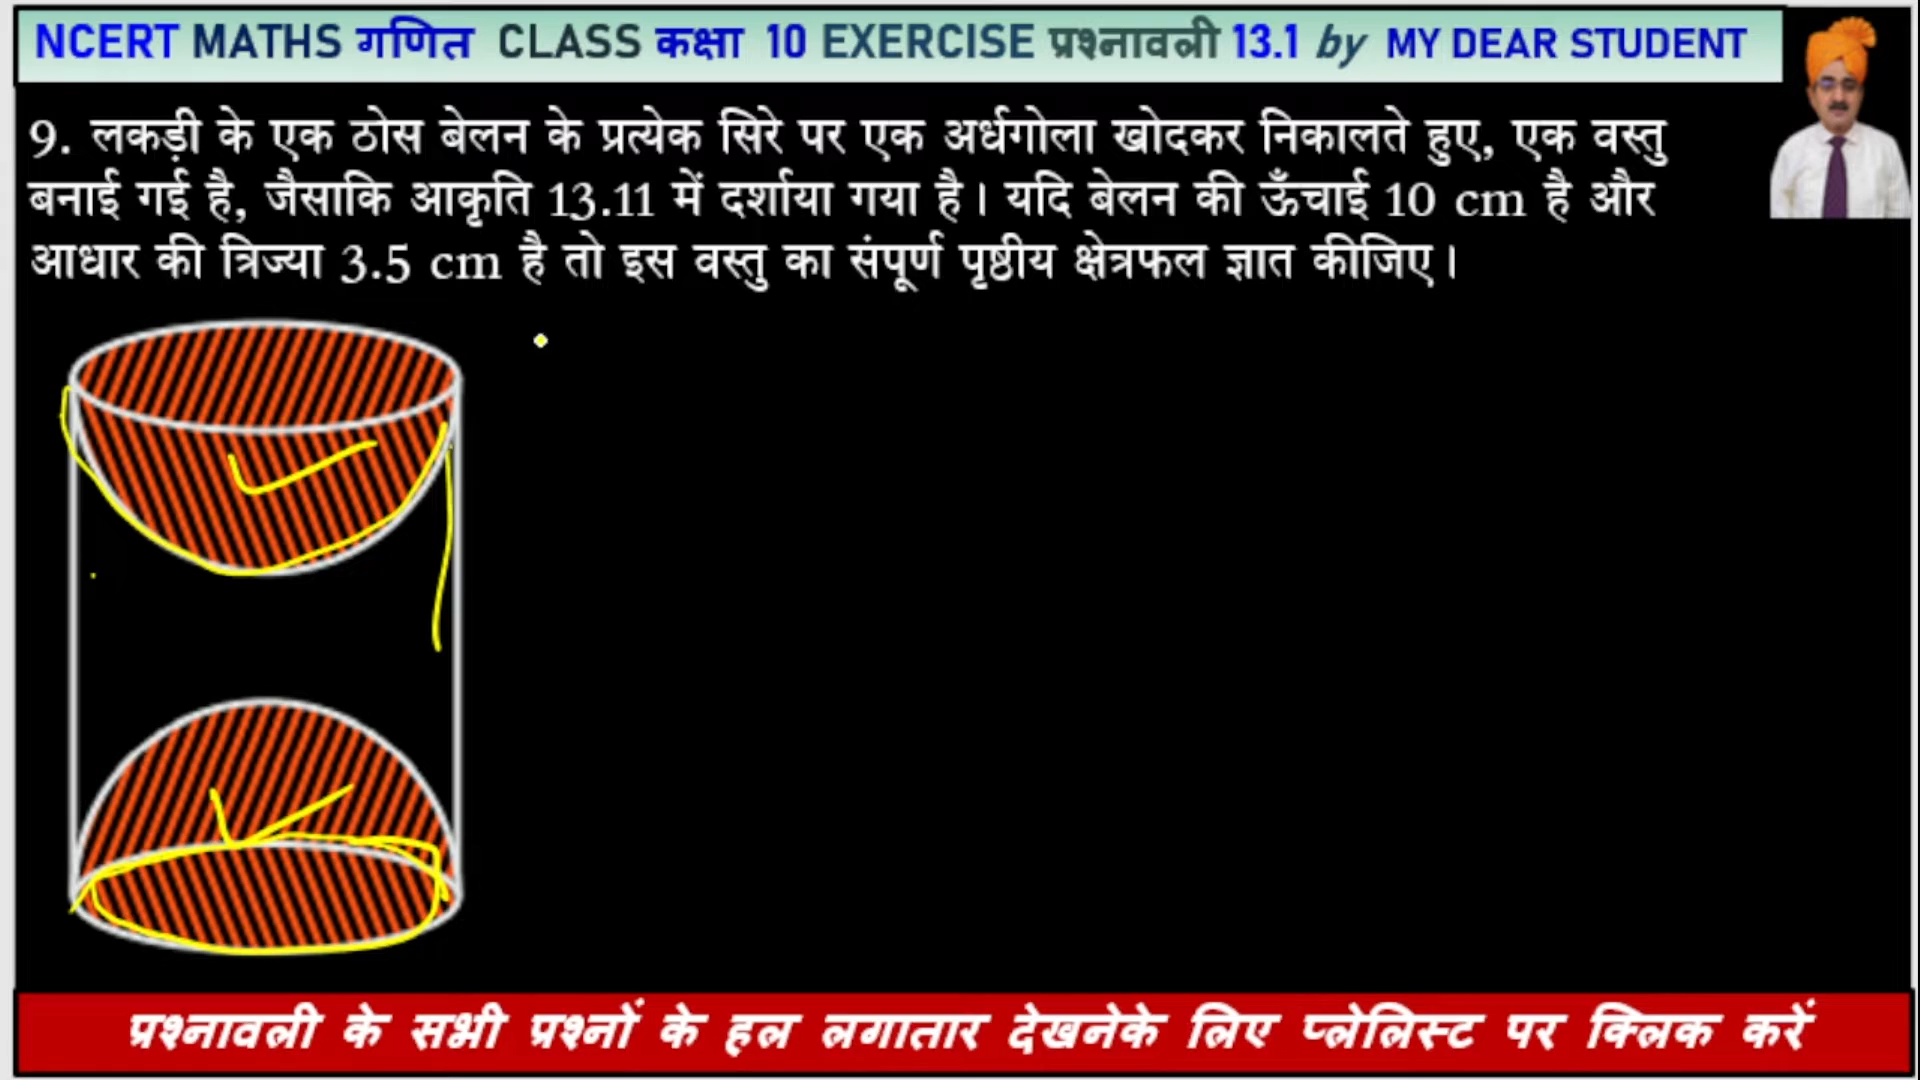 NCERT MATHS गणित CLASS कक्षा 10 EXERCISE प्रश्नावली 13.1 by MY DEAR STUDENT
9. लकड़ी के एक ठोस बेलन के प्रत्येक सिरे पर एक अर्धगोला खोदकर निकालते हुए, एक वस्तु
बनाई गई है, जैसाकि आकृति 13.11 में दर्शाया गया है। यदि बेलन की ऊँचाई 10 cm है और
आधार की त्रिज्या 3.5 cm है तो इस वस्तु का संपूर्ण पृष्ठीय क्षेत्रफल ज्ञात कीजिए।
प्रश्नावली के सभी प्रश्नों के हल लगातार देखनेके लिए प्लेलिस्ट पर क्लिक करें